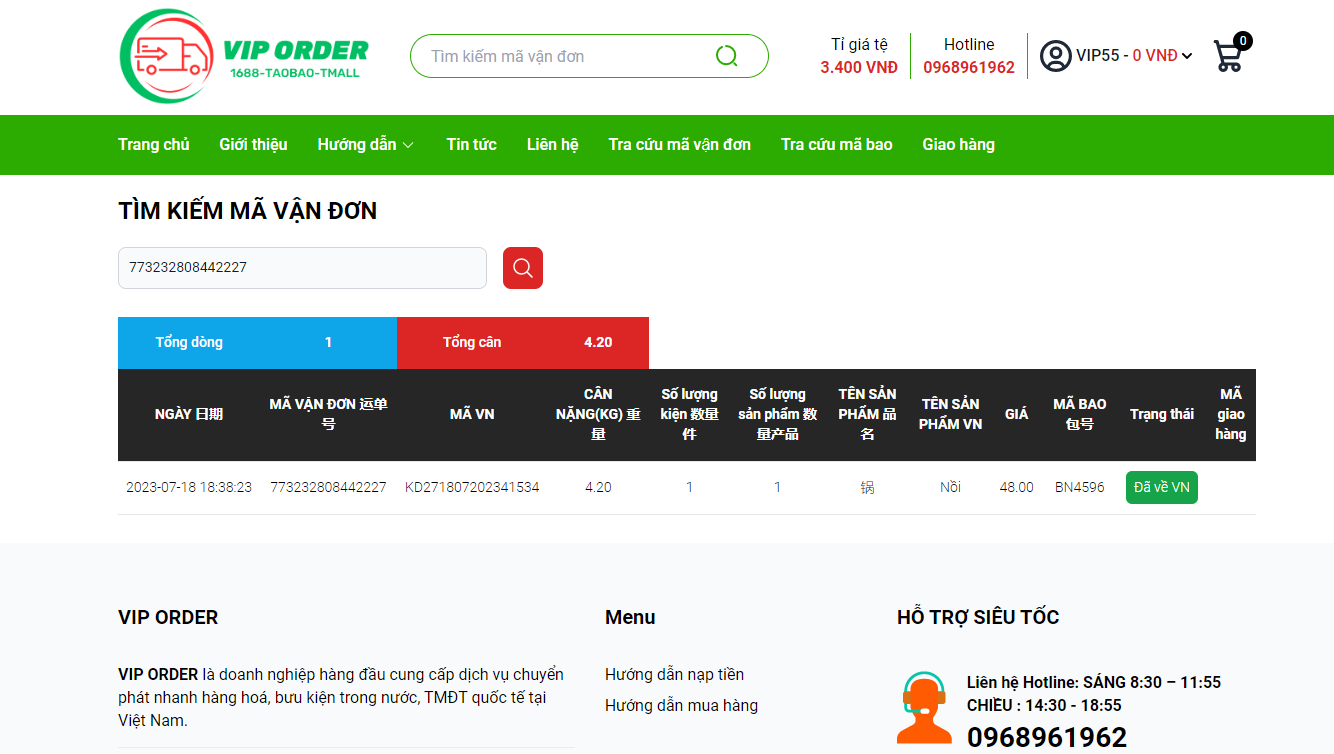 VIP ORDER
1688-TAOBAO-TMALL
Tìm kiếm mã vận đơn
Tỉ giá tệ
3.400 VNĐ
Hotline
0968961962
VIP55 - 0 VNĐ
0
Trang chủ Giới thiệu Hướng dẫn Tin tức Liên hệ Tra cứu mã vận đơn Tra cứu mã bao Giao hàng
TÌM KIẾM MÃ VẬN ĐƠN
773232808442227
Tổng dòng 1 Tổng cân 4.20
NGÀY 日期
MÃ VẬN ĐƠN 运单
号
MÃ VN
CÂN
NẶNG(KG) 重
量
Số lượng
kiện 数量
件
Số lượng
sản phẩm 数
量产品
TÊN SẢN
PHẨM 品
名
TÊN SẢN
PHẨM VN
GIÁ
MÃ BAO
包号
Trạng thái
MÃ
giao
hàng
2023-07-18 18:38:23 773232808442227 KD271807202341534 4.20 1 1 锅 Nồi 48.00 BN4596 Đã về VN
VIP ORDER
VIP ORDER là doanh nghiệp hàng đầu cung cấp dịch vụ chuyển
phát nhanh hàng hoá, bưu kiện trong nước, TMĐT quốc tế tại
Việt Nam.
Menu
Hướng dẫn nạp tiền
Hướng dẫn mua hàng
HỖ TRỢ SIÊU TỐC
Liên hệ Hotline: SÁNG 8:30 – 11:55
CHIỀU : 14:30 - 18:55
0968961962